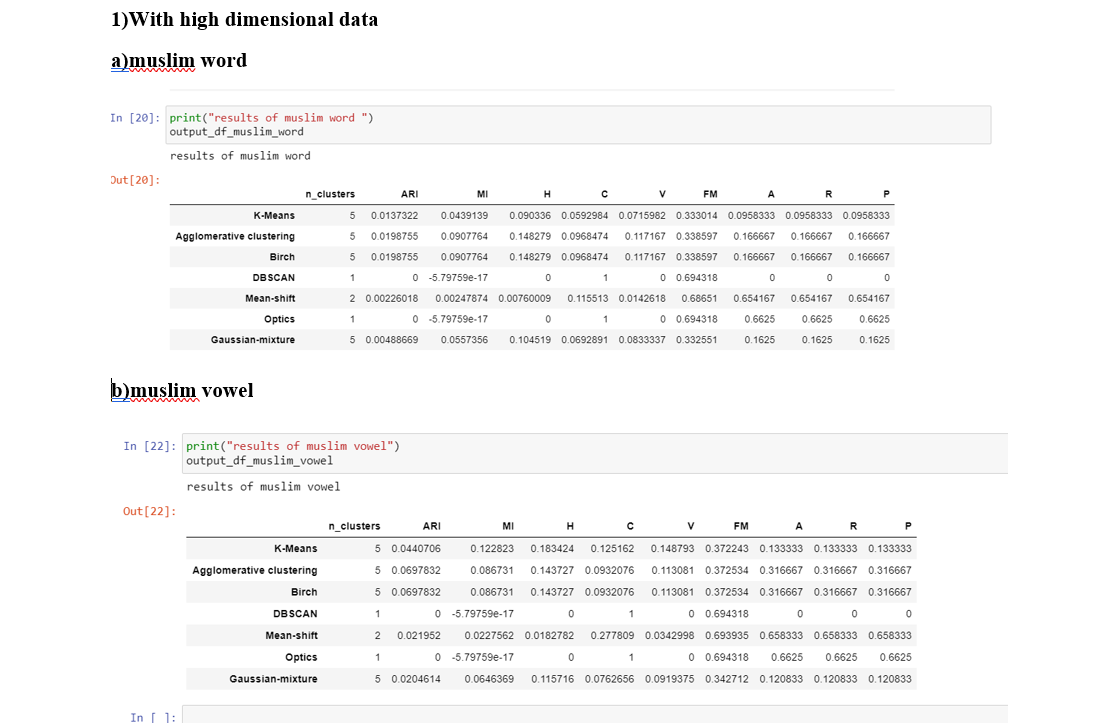 1)With high dimensional data
a)muslim word
In [20]: print("results of muslim word ")
output_df_muslim_word
results of muslim word
Out[20]:
n_clusters ARI MI H C V FM A R P
K-Means 5 0.0137322 0.0439139 0.090336 0.0592984 0.0715982 0.333014 0.0958333 0.0958333 0.0958333
Agglomerative clustering 5 0.0198755 0.0907764 0.148279 0.0968474 0.117167 0.338597 0.166667 0.166667 0.166667
Birch 5 0.0198755 0.0907764 0.148279 0.0968474 0.117167 0.338597 0.166667 0.166667 0.166667
DBSCAN 1 0 -5.79759e-17 0 1 0 0.694318 0 0 0
Mean-shift 2 0.00226018 0.00247874 0.00760009 0.115513 0.0142618 0.68651 0.654167 0.654167 0.654167
Optics 1 0 -5.79759e-17 0 1 0 0.694318 0.6625 0.6625 0.6625
Gaussian-mixture 5 0.00488669 0.0557356 0.104519 0.0692891 0.0833337 0.332551 0.1625 0.1625 0.1625
b)muslim vowel
In [22]: print("results of muslim vowel")
output_df_muslim_vowel
results of muslim vowel
Out[22]:
n_clusters ARI MI H C V FM A R P
K-Means 5 0.0440706 0.122823 0.183424 0.125162 0.148793 0.372243 0.133333 0.133333 0.133333
Agglomerative clustering 5 0.0697832 0.086731 0.143727 0.0932076 0.113081 0.372534 0.316667 0.316667 0.316667
Birch 5 0.0697832 0.086731 0.143727 0.0932076 0.113081 0.372534 0.316667 0.316667 0.316667
DBSCAN 1 0 -5.79759e-17 0 1 0 0.694318 0 0 0
Mean-shift 2 0.021952 0.0227562 0.0182782 0.277809 0.0342998 0.693935 0.658333 0.658333 0.658333
Optics 1 0 -5.79759e-17 0 1 0 0.694318 0.6625 0.6625 0.6625
Gaussian-mixture 5 0.0204614 0.0646369 0.115716 0.0762656 0.0919375 0.342712 0.120833 0.120833 0.120833
In [ ]: